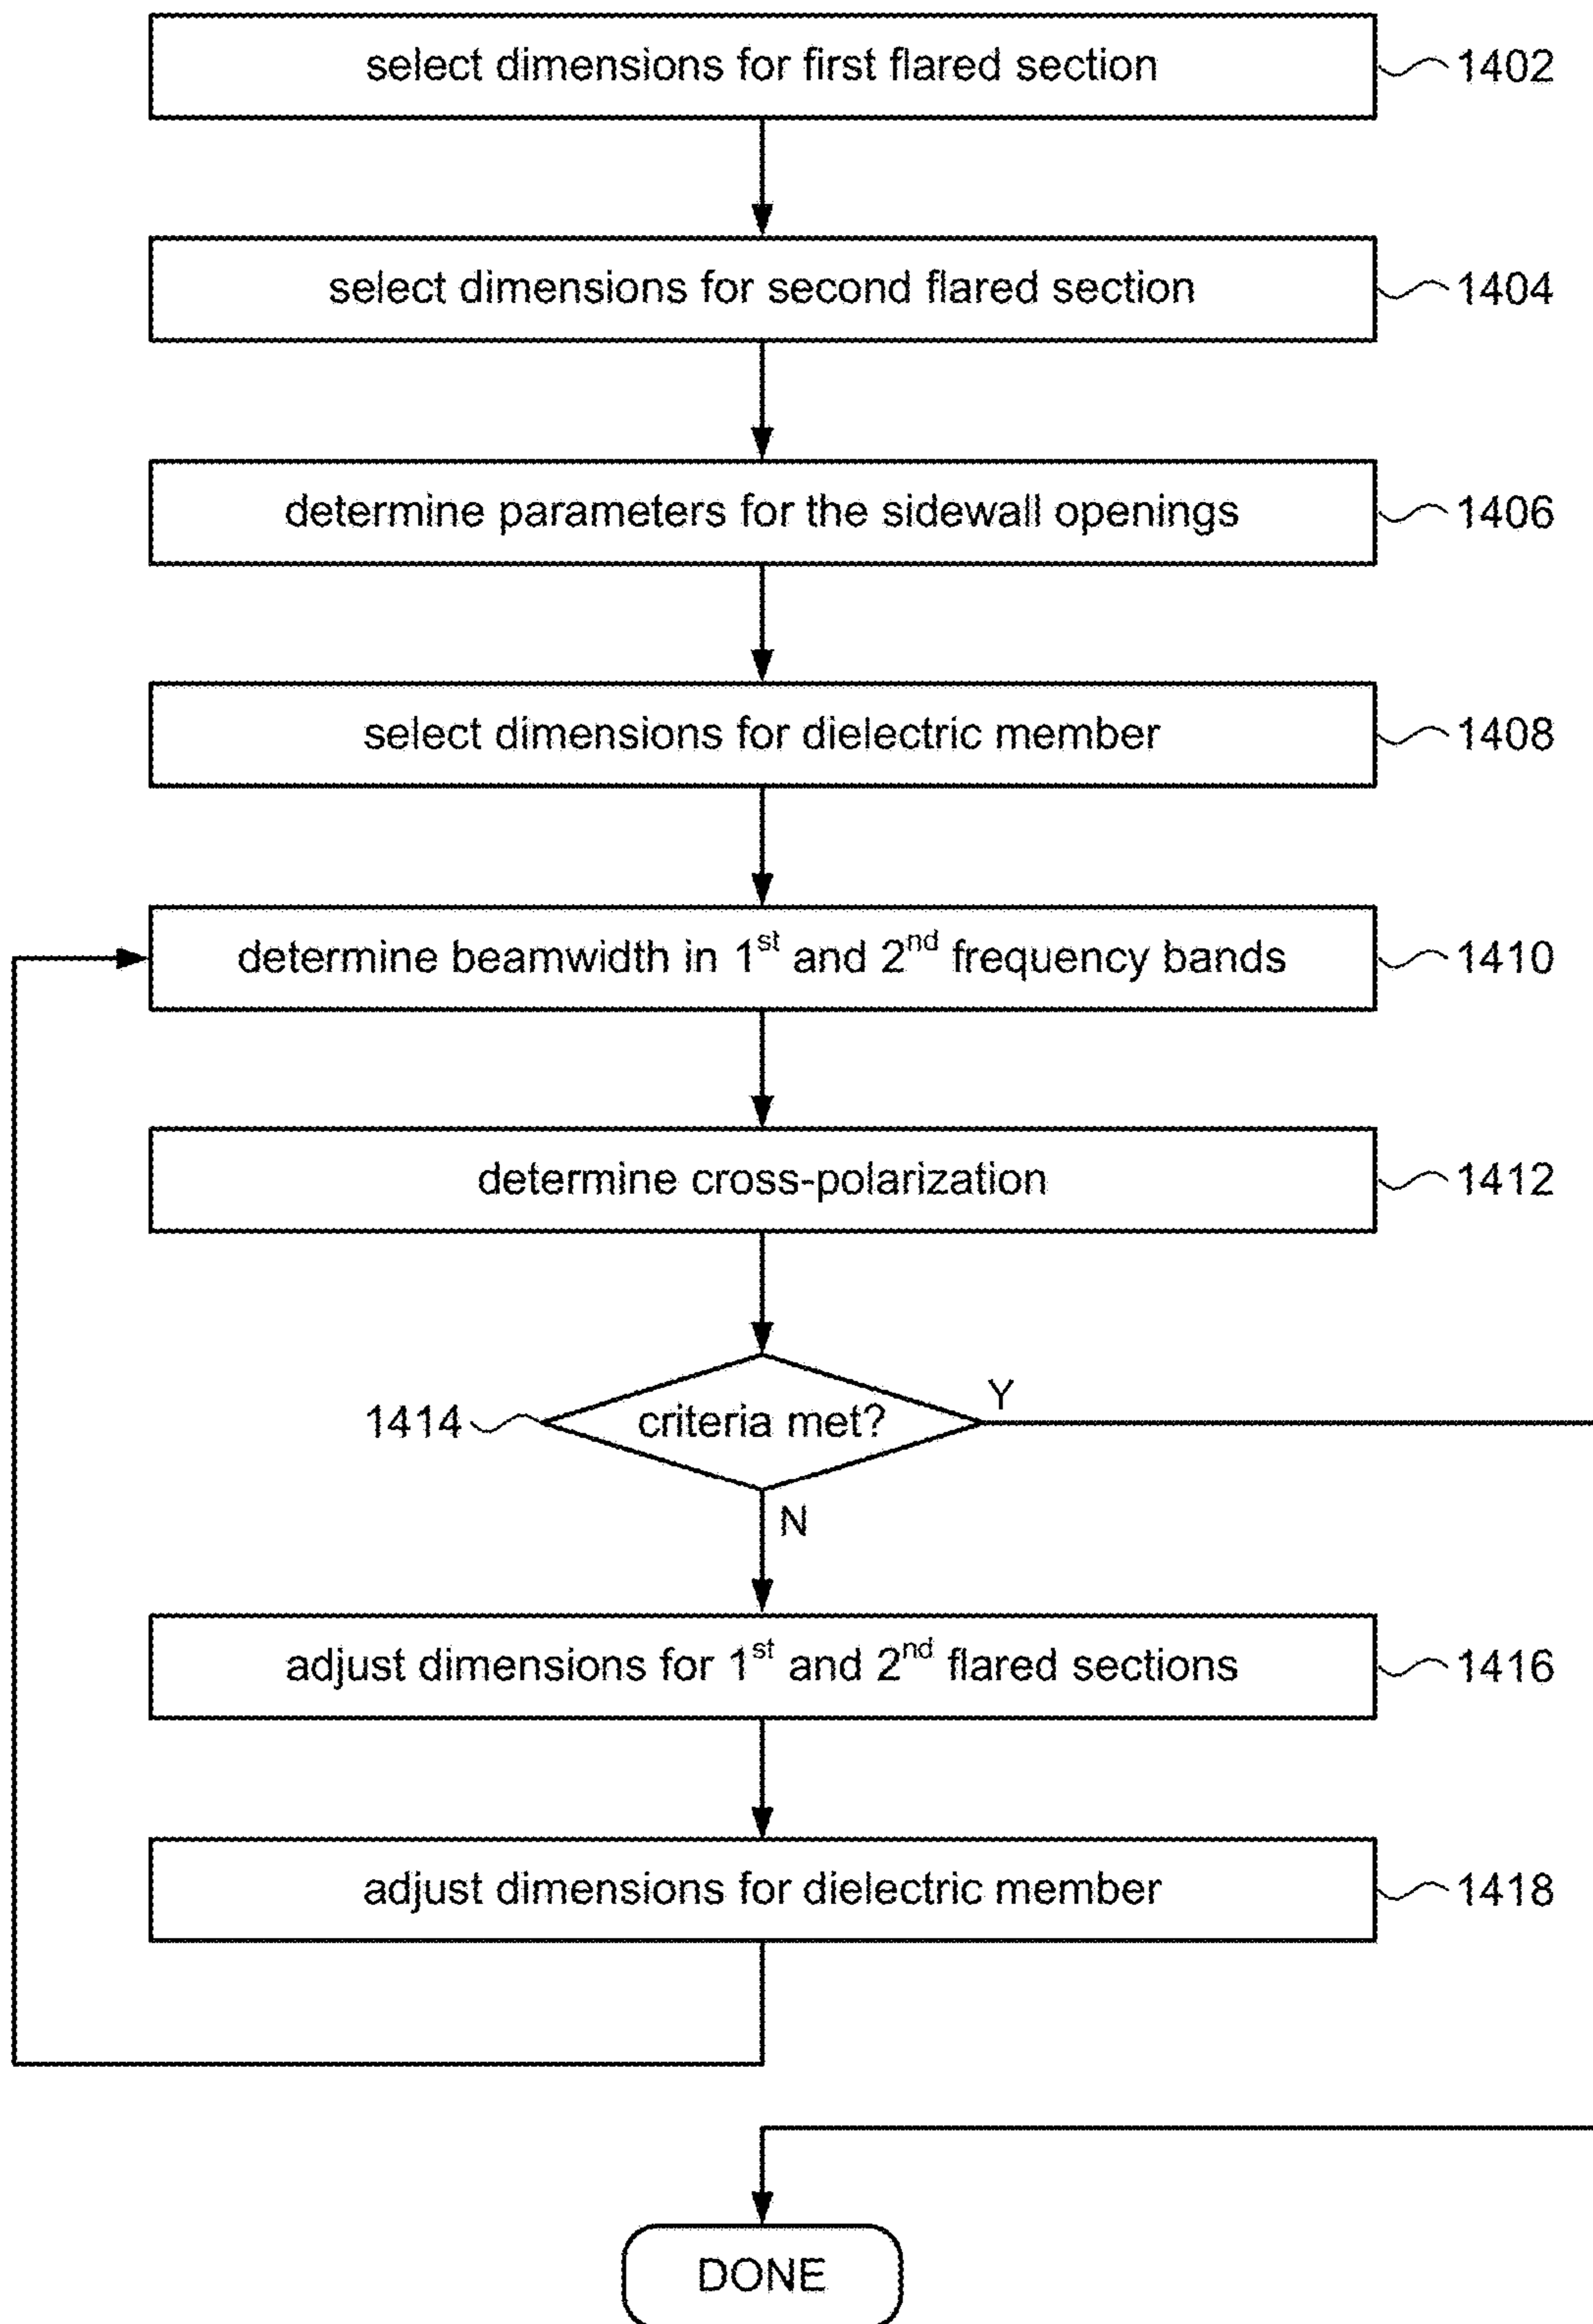 select dimensions for first flared section 1402
select dimensions for second flared section 1404
determine parameters for the sidewall openings 1406
select dimensions for dielectric member 1408
determine beamwidth in 1st and 2nd frequency bands 1410
determine cross-polarization 1412
1414 criteria met? Y
N
adjust dimensions for 1st and 2nd flared sections 1416
adjust dimensions for dielectric member 1418
DONE